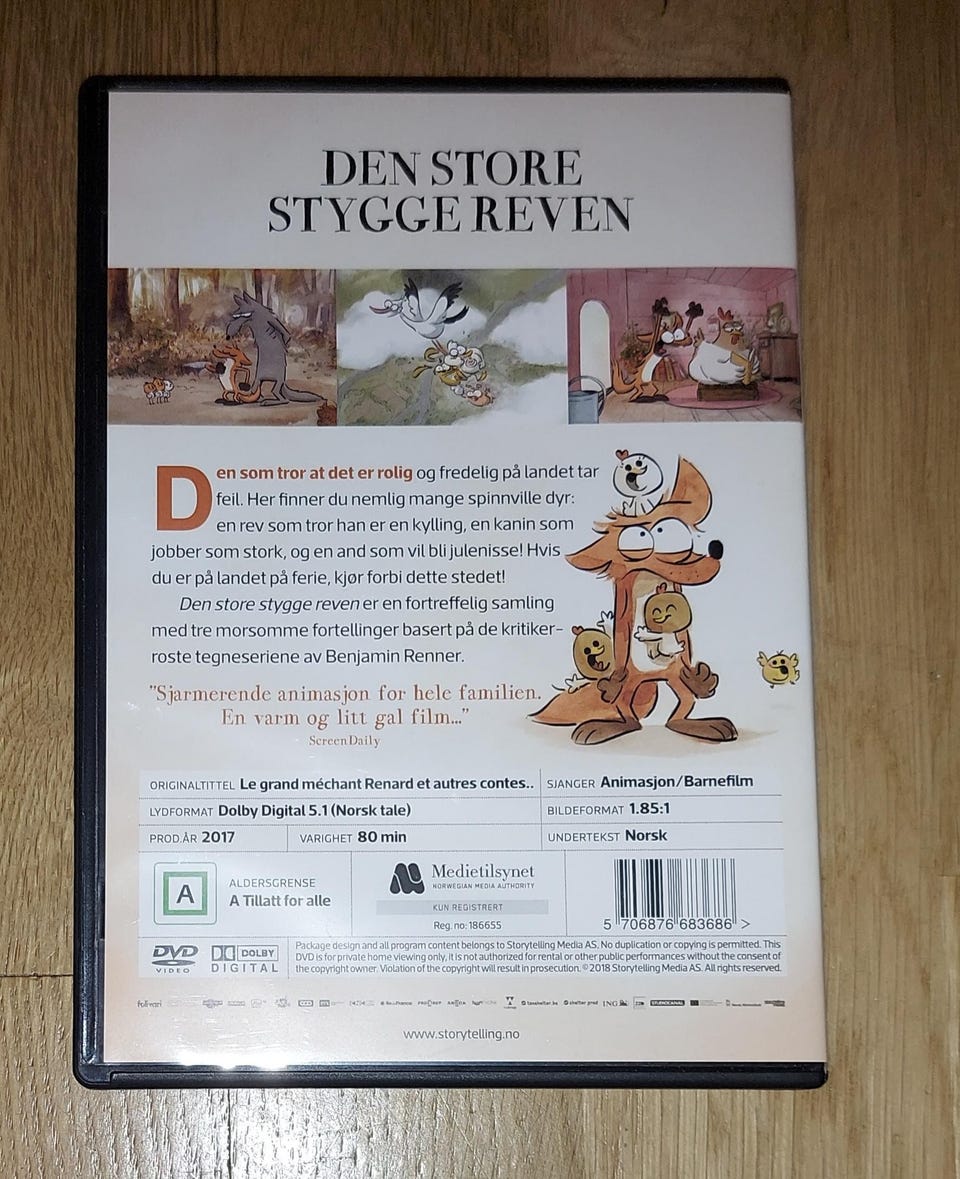 DEN STORE
STYGGE REVEN
Den som tror at det er rolig og fredelig på landet tar
feil. Her finner du nemlig mange spinnville dyr:
en rev som tror han er en kylling, en kanin som
jobber som stork, og en and som vil bli julenisse! Hvis
du er på landet på ferie, kjør forbi dette stedet!
Den store stygge reven er en fortreffelig samling
med tre morsomme fortellinger basert på de kritiker-
roste tegneseriene av Benjamin Renner.
"Sjarmerende animasjon for hele familien.
En varm og litt gal film..."
ScreenDaily
ORIGINALTITTEL Le grand méchant Renard et autres contes.. SJANGER Animasjon/Barnefilm
LYDFORMAT Dolby Digital 5.1 (Norsk tale) BILDEFORMAT 1.85:1
PROD.ÅR 2017 VARIGHET 80 min UNDERTEKST Norsk
A
ALDERSGRENSE
A Tillatt for alle
Medietilsynet
NORWEGIAN MEDIA AUTHORITY
KUN REGISTRERT
Reg. no: 186655
5 706876 683686 >
DVD VIDEO
DOLBY DIGITAL
Package design and all program content belongs to Storytelling Media AS. No duplication or copying is permitted. This
DVD is for private home viewing only, it is not authorized for rental or other public performances without the consent of
the copyright owner. Violation of the copyright will result in prosecution. © 2018 Storytelling Media AS. All rights reserved.
folivari ING STUDIOCANAL
www.storytelling.no